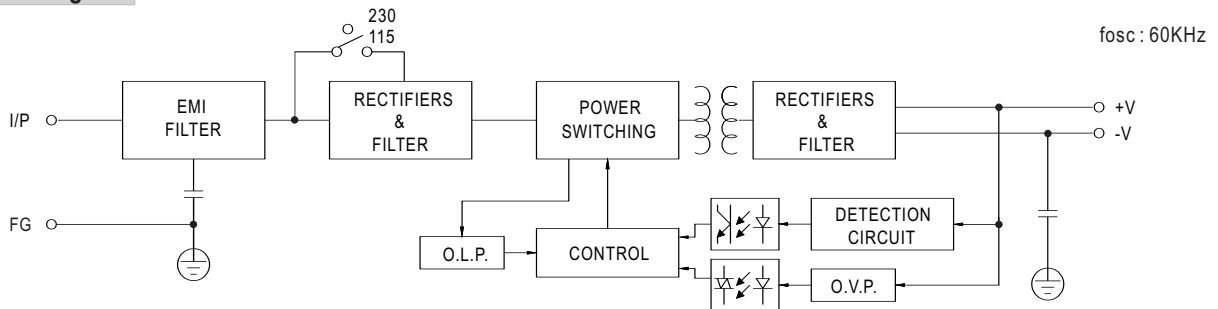 230
115
fosc : 60KHz
I/P
EMI
FILTER
RECTIFIERS
&
FILTER
POWER
SWITCHING
RECTIFIERS
&
FILTER
+V
-V
FG
O.L.P.
CONTROL
DETECTION
CIRCUIT
O.V.P.